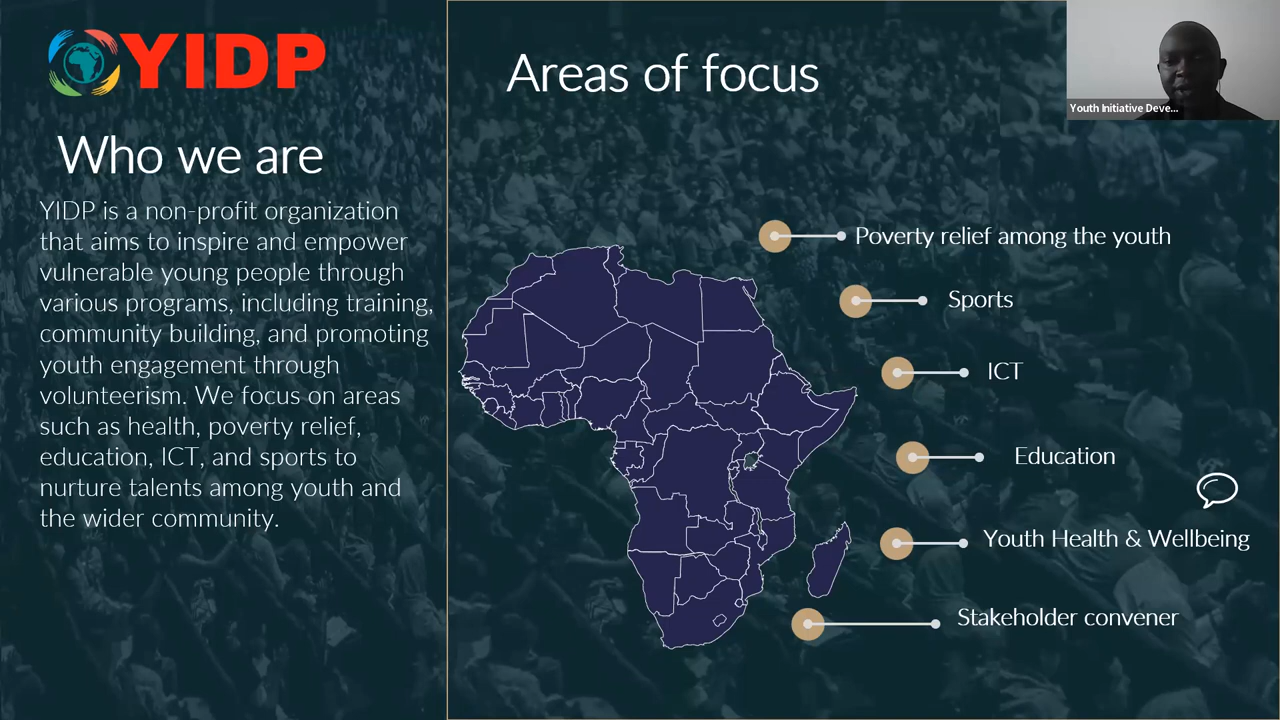 YIDP
Who we are
YIDP is a non-profit organization
that aims to inspire and empower
vulnerable young people through
various programs, including training,
community building, and promoting
youth engagement through
volunteerism. We focus on areas
such as health, poverty relief,
education, ICT, and sports to
nurture talents among youth and
the wider community.
Areas of focus
Poverty relief among the youth
Sports
ICT
Education
Youth Health & Wellbeing
Stakeholder convener
Youth Initiative Deve...